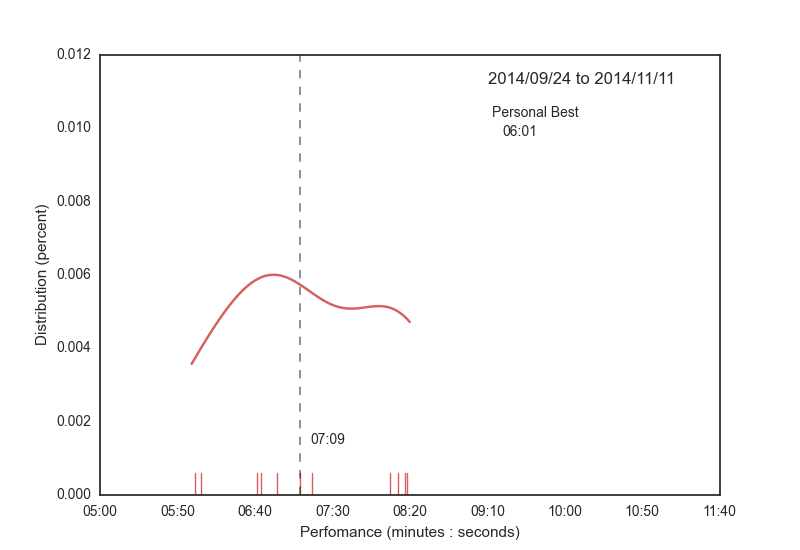 0.012
2014/09/24 to 2014/11/11
Personal Best
06:01
0.010
0.008
0.006
0.004
0.002
0.000
Distribution (percent)
07:09
05:00 05:50 06:40 07:30 08:20 09:10 10:00 10:50 11:40
Perfomance (minutes : seconds)